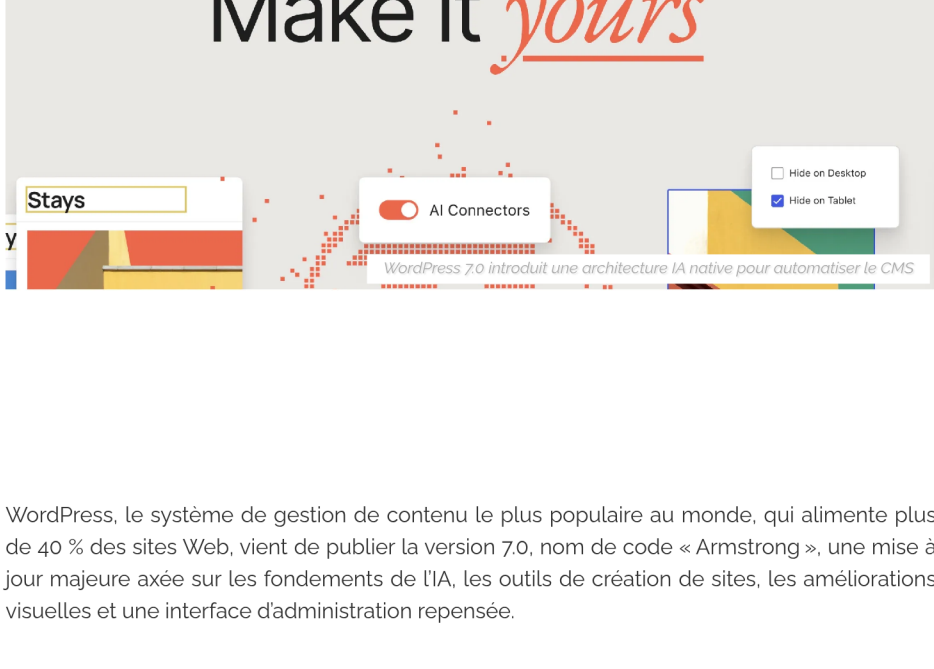 Make it yours
Stays
y
AI Connectors
Hide on Desktop
Hide on Tablet
WordPress 7.0 introduit une architecture IA native pour automatiser le CMS
WordPress, le système de gestion de contenu le plus populaire au monde, qui alimente plus
de 40 % des sites Web, vient de publier la version 7.0, nom de code « Armstrong », une mise à
jour majeure axée sur les fondements de l'IA, les outils de création de sites, les améliorations
visuelles et une interface d'administration repensée.